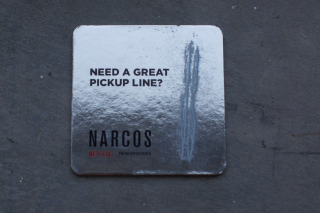 NEED A GREAT
PICKUP LINE?
NARCOS